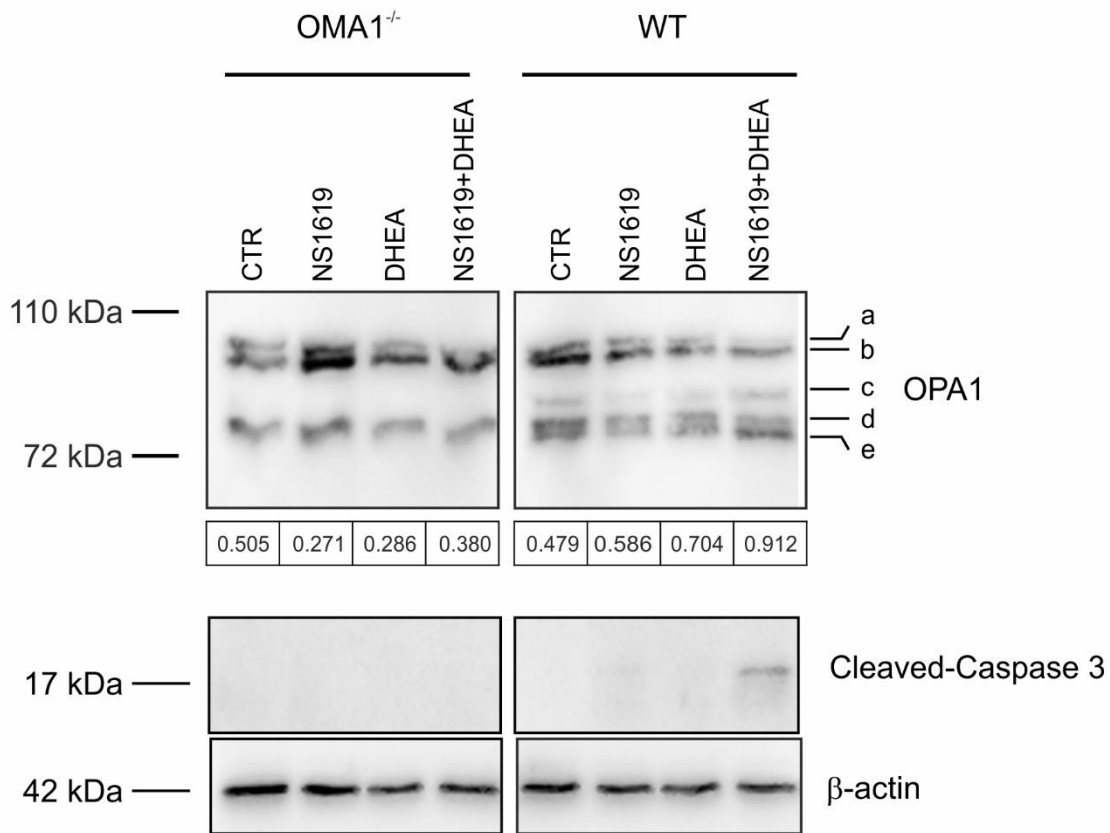 OMA1-/- WT
CTR NS1619 DHEA NS1619+DHEA CTR NS1619 DHEA NS1619+DHEA
110 kDa
a
b
c
OPA1
d
e
72 kDa
0.505 0.271 0.286 0.380 0.479 0.586 0.704 0.912
Cleaved-Caspase 3
17 kDa
42 kDa β-actin